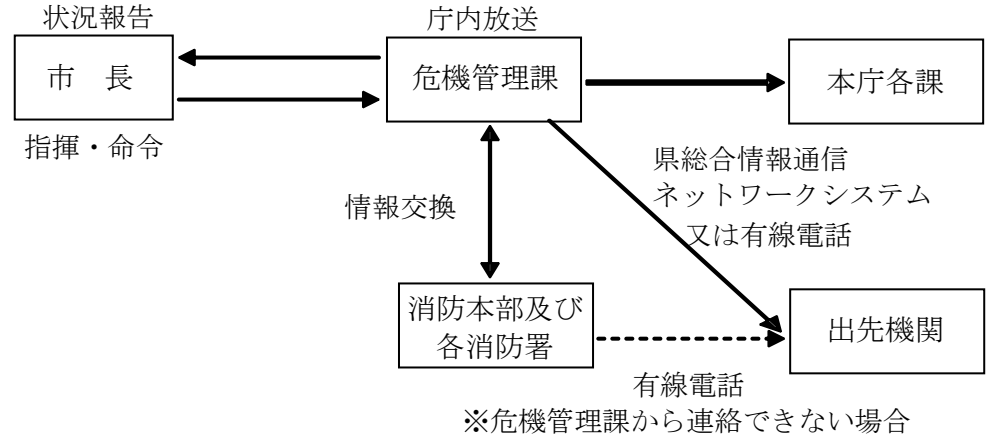 状況報告
庁内放送
市　長
危機管理課
本庁各課
指揮・命令
県総合情報通信
ネットワークシステム
又は有線電話
情報交換
消防本部及び
各消防署
出先機関
有線電話
※危機管理課から連絡できない場合